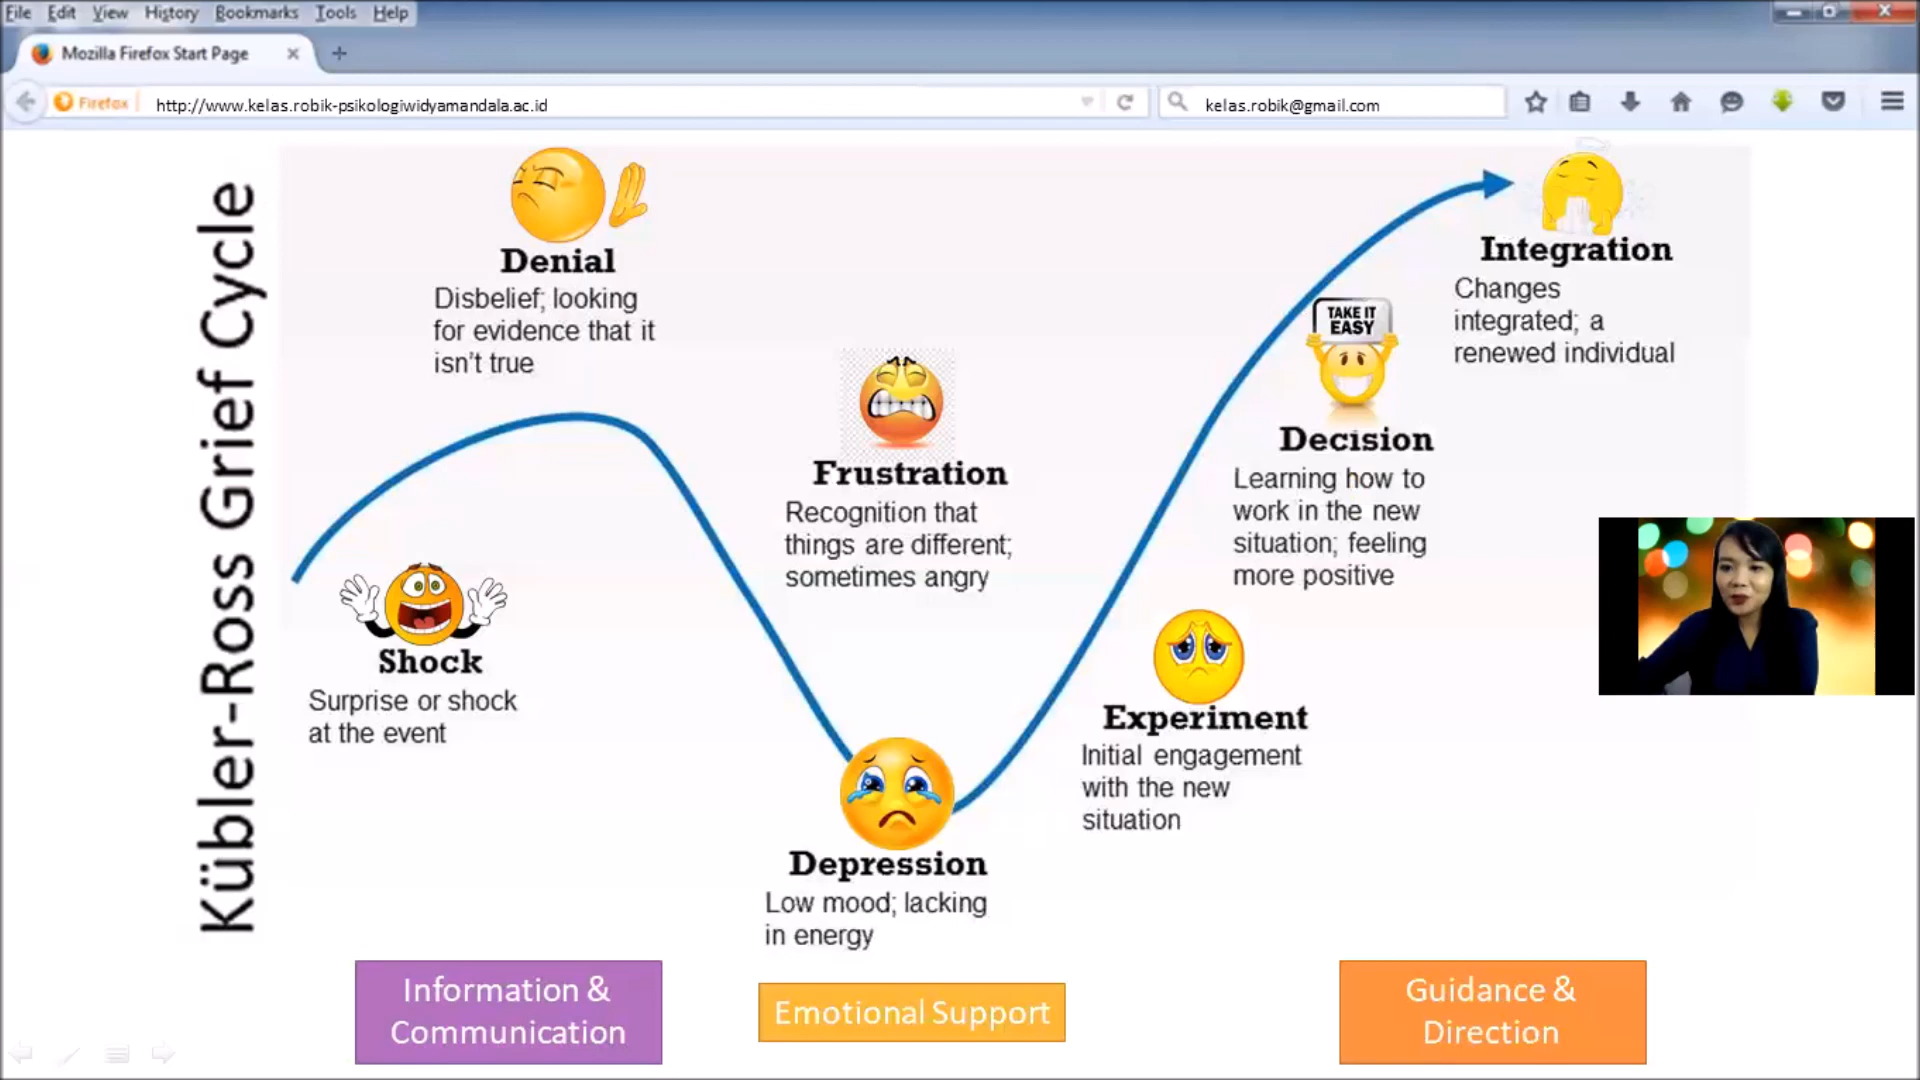 File Edit View History Bookmarks Tools Help
Mozilla Firefox Start Page
Firefox http://www.kelas.robik-psikologiwidyamandala.ac.id kelas.robik@gmail.com
Kübler-Ross Grief Cycle
Denial
Disbelief; looking
for evidence that it
isn't true
Shock
Surprise or shock
at the event
Frustration
Recognition that
things are different;
sometimes angry
Depression
Low mood; lacking
in energy
Experiment
Initial engagement
with the new
situation
TAKE IT
EASY
Decision
Learning how to
work in the new
situation; feeling
more positive
Integration
Changes
integrated; a
renewed individual
Information &
Communication
Emotional Support
Guidance &
Direction